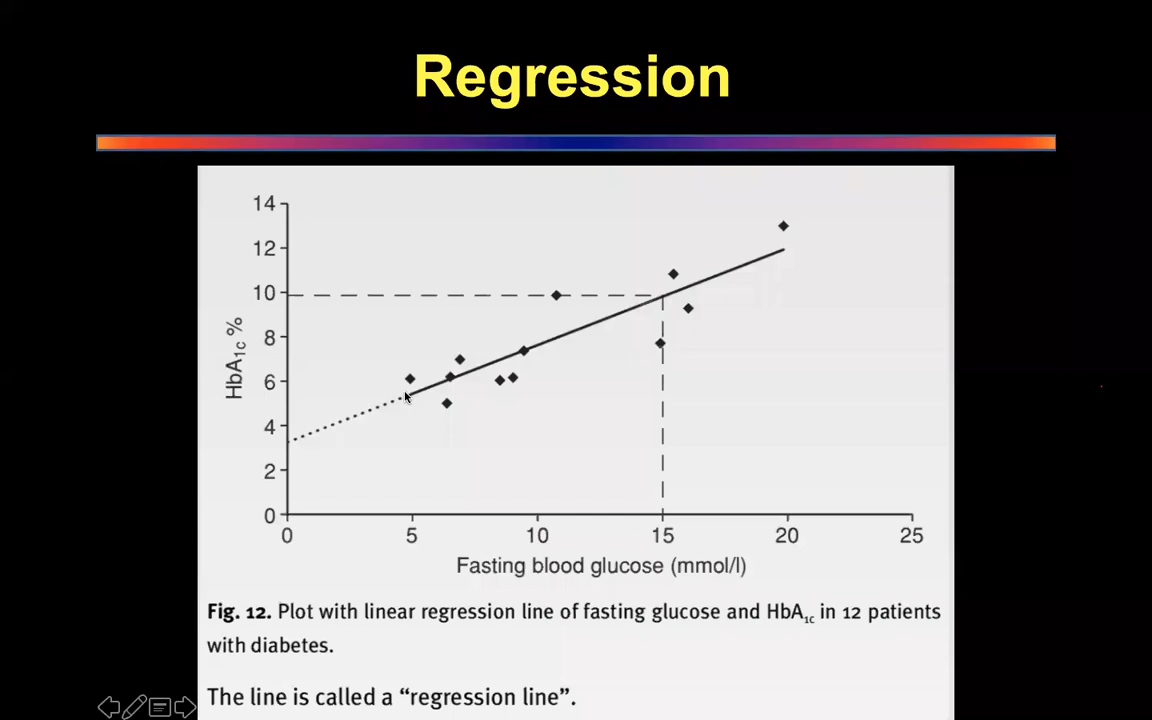 Regression
14
12
10
8
6
4
2
0
HbA1c %
0 5 10 15 20 25
Fasting blood glucose (mmol/l)
Fig. 12. Plot with linear regression line of fasting glucose and HbA1c in 12 patients
with diabetes.
The line is called a “regression line”.